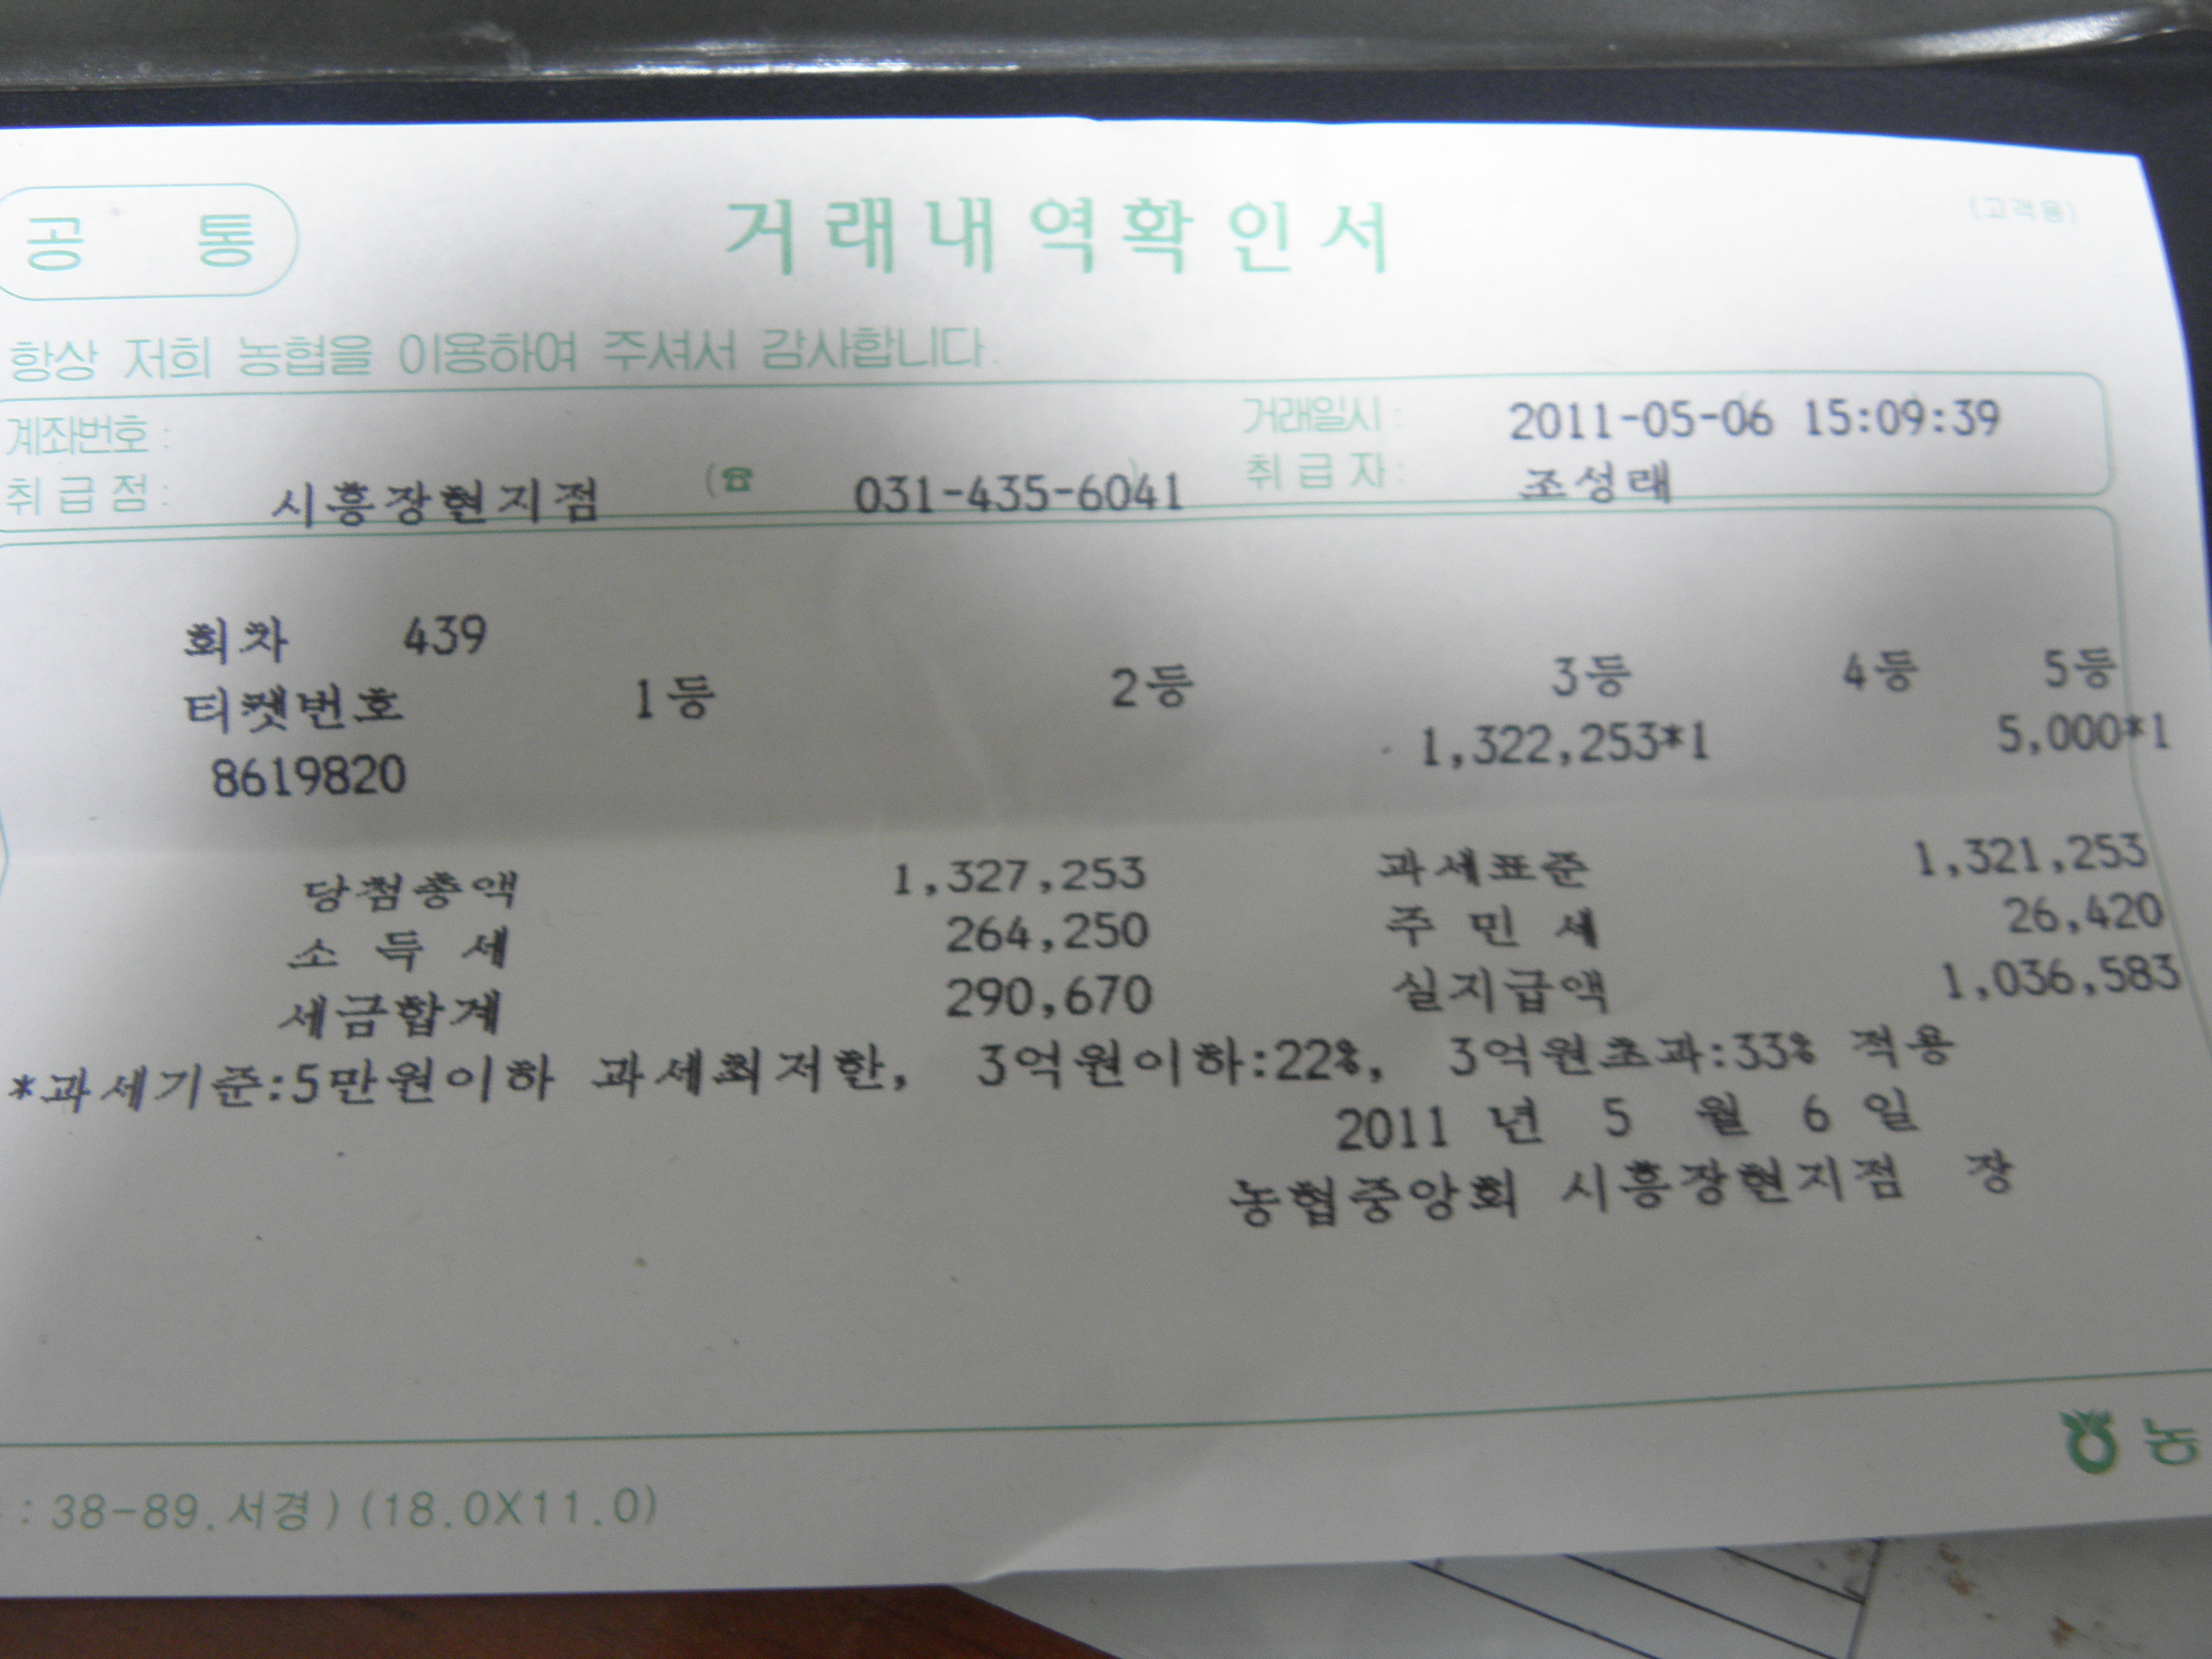 공 통
거래내역확인서
(고객용)
항상 저희 농협을 이용하여 주셔서 감사합니다.
계좌번호 :
거래일시 : 2011-05-06 15:09:39
취급점 : 시흥장현지점 (☎ 031-435-6041)
취급자 : 조성래
회차 439
티켓번호 1등 2등 3등 4등 5등
8619820 1,322,253*1 5,000*1
당첨총액 1,327,253 과세표준 1,321,253
소 득 세 264,250 주 민 세 26,420
세금합계 290,670 실지급액 1,036,583
*과세기준:5만원이하 과세최저한, 3억원이하:22%, 3억원초과:33% 적용
2011 년 5 월 6 일
농협중앙회 시흥장현지점 장
농
: 38-89.서경) (18.0X11.0)